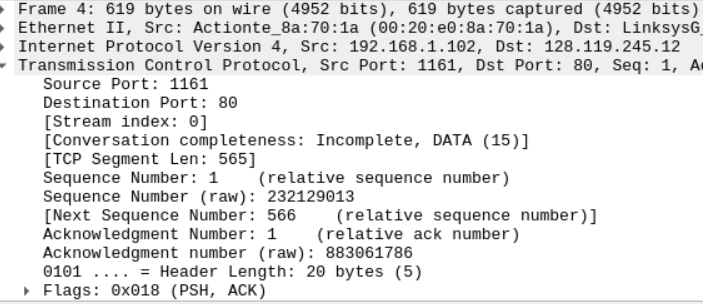 Frame 4: 619 bytes on wire (4952 bits), 619 bytes captured (4952 bits)
Ethernet II, Src: Actionte_8a:70:1a (00:20:e0:8a:70:1a), Dst: LinksysG_
Internet Protocol Version 4, Src: 192.168.1.102, Dst: 128.119.245.12
Transmission Control Protocol, Src Port: 1161, Dst Port: 80, Seq: 1, Ac
Source Port: 1161
Destination Port: 80
[Stream index: 0]
[Conversation completeness: Incomplete, DATA (15)]
[TCP Segment Len: 565]
Sequence Number: 1    (relative sequence number)
Sequence Number (raw): 232129013
[Next Sequence Number: 566    (relative sequence number)]
Acknowledgment Number: 1    (relative ack number)
Acknowledgment number (raw): 883061786
0101 .... = Header Length: 20 bytes (5)
Flags: 0x018 (PSH, ACK)